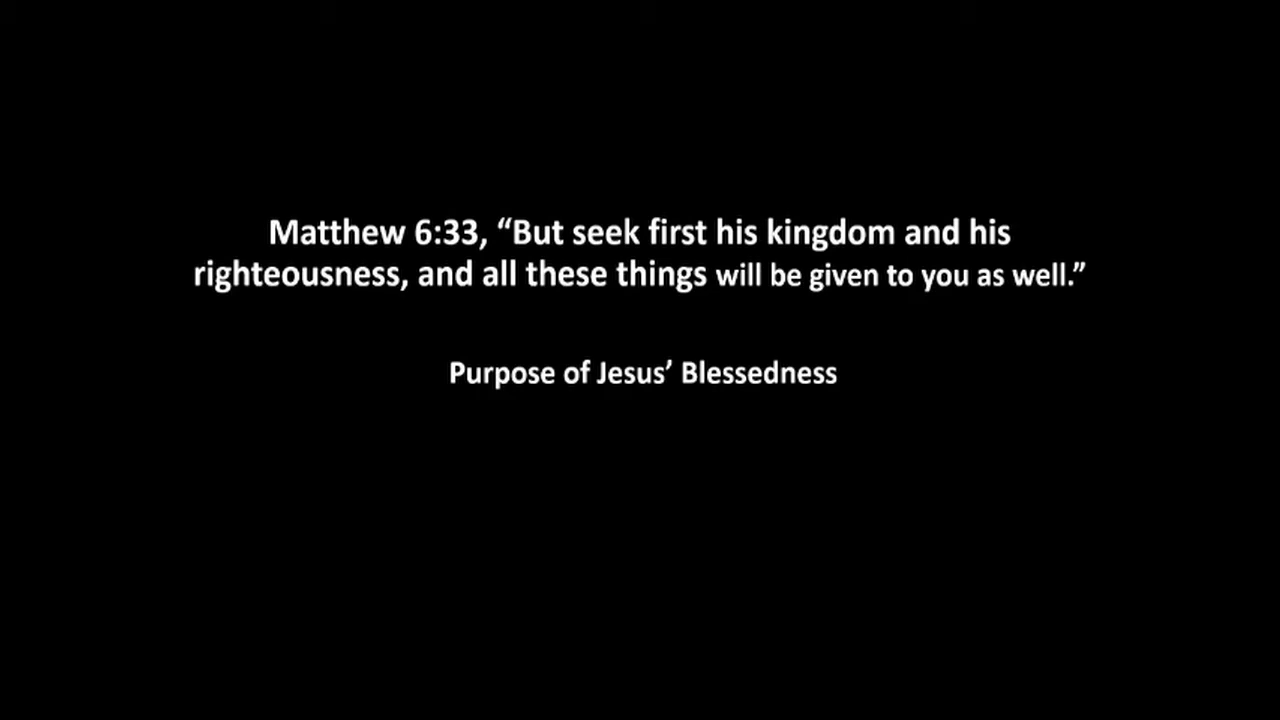 Matthew 6:33, “But seek first his kingdom and his
righteousness, and all these things will be given to you as well.”
Purpose of Jesus’ Blessedness